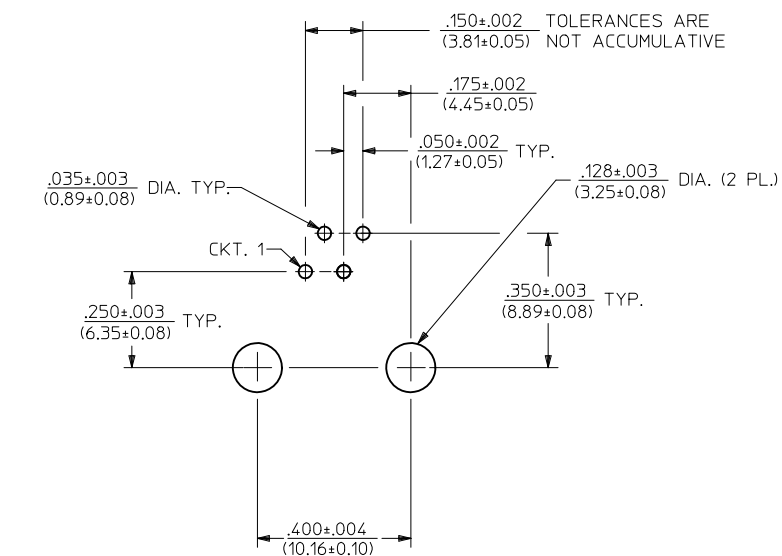 .150±.002 TOLERANCES ARE
(3.81±0.05) NOT ACCUMULATIVE
.175±.002
(4.45±0.05)
.050±.002 TYP.
(1.27±0.05)
.128±.003 DIA. (2 PL.)
(3.25±0.08)
.035±.003 DIA. TYP.
(0.89±0.08)
CKT. 1
.250±.003 TYP.
(6.35±0.08)
.350±.003 TYP.
(8.89±0.08)
.400±.004
(10.16±0.10)